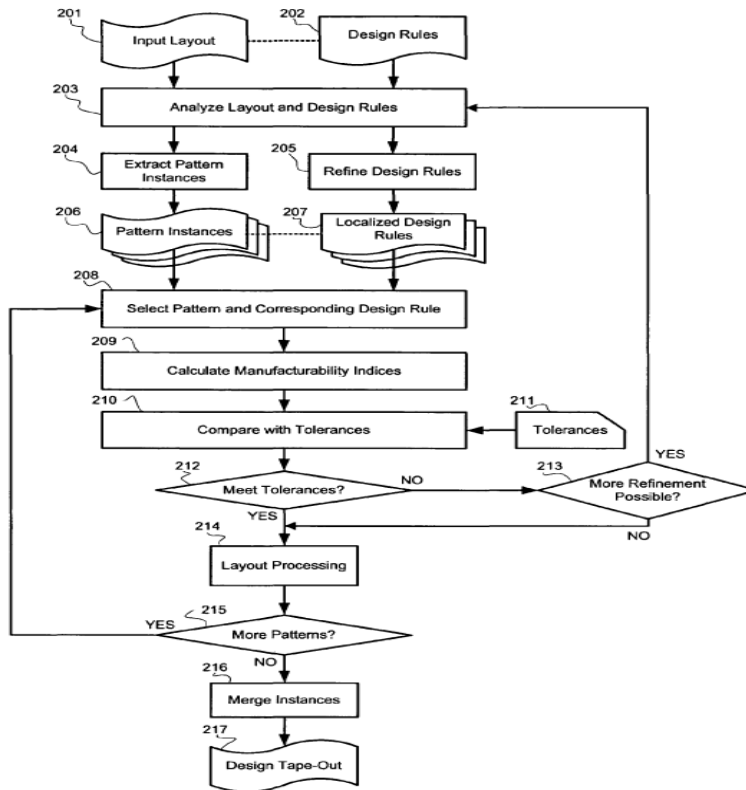 201
Input Layout
202
Design Rules
203
Analyze Layout and Design Rules
204
Extract Pattern
Instances
205
Refine Design Rules
206
Pattern Instances
207
Localized Design
Rules
208
Select Pattern and Corresponding Design Rule
209
Calculate Manufacturability Indices
210
Compare with Tolerances
211
Tolerances
212
Meet Tolerances?
NO
YES
213
More Refinement
Possible?
YES
NO
214
Layout Processing
215
More Patterns?
YES
NO
216
Merge Instances
217
Design Tape-Out